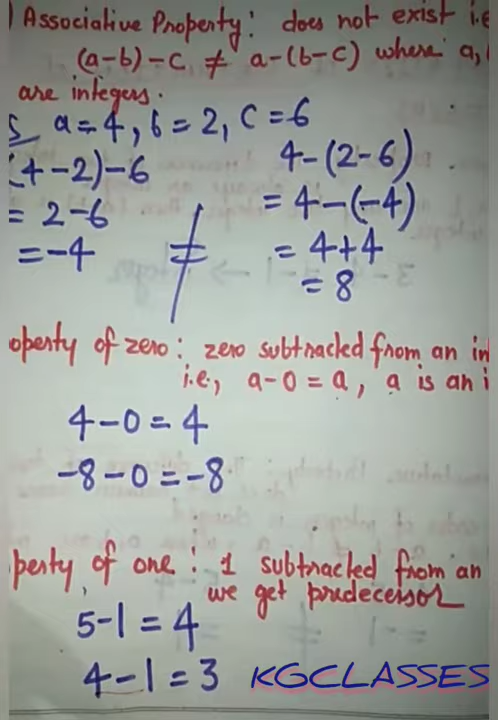 ) Associative Property: does not exist i.e
(a-b)-c ≠ a-(b-c) where a,
are integers.
a=4, b=2, c=6
(4-2)-6 4-(2-6)
= 2-6 = 4-(-4)
=-4 ≠ = 4+4
= 8
operty of zero: zero subtracted from an in
i.e, a-0=a, a is an i
4-0=4
-8-0=-8
perty of one: 1 subtracted from an
we get predecessor
5-1=4
4-1=3 KGCLASSES